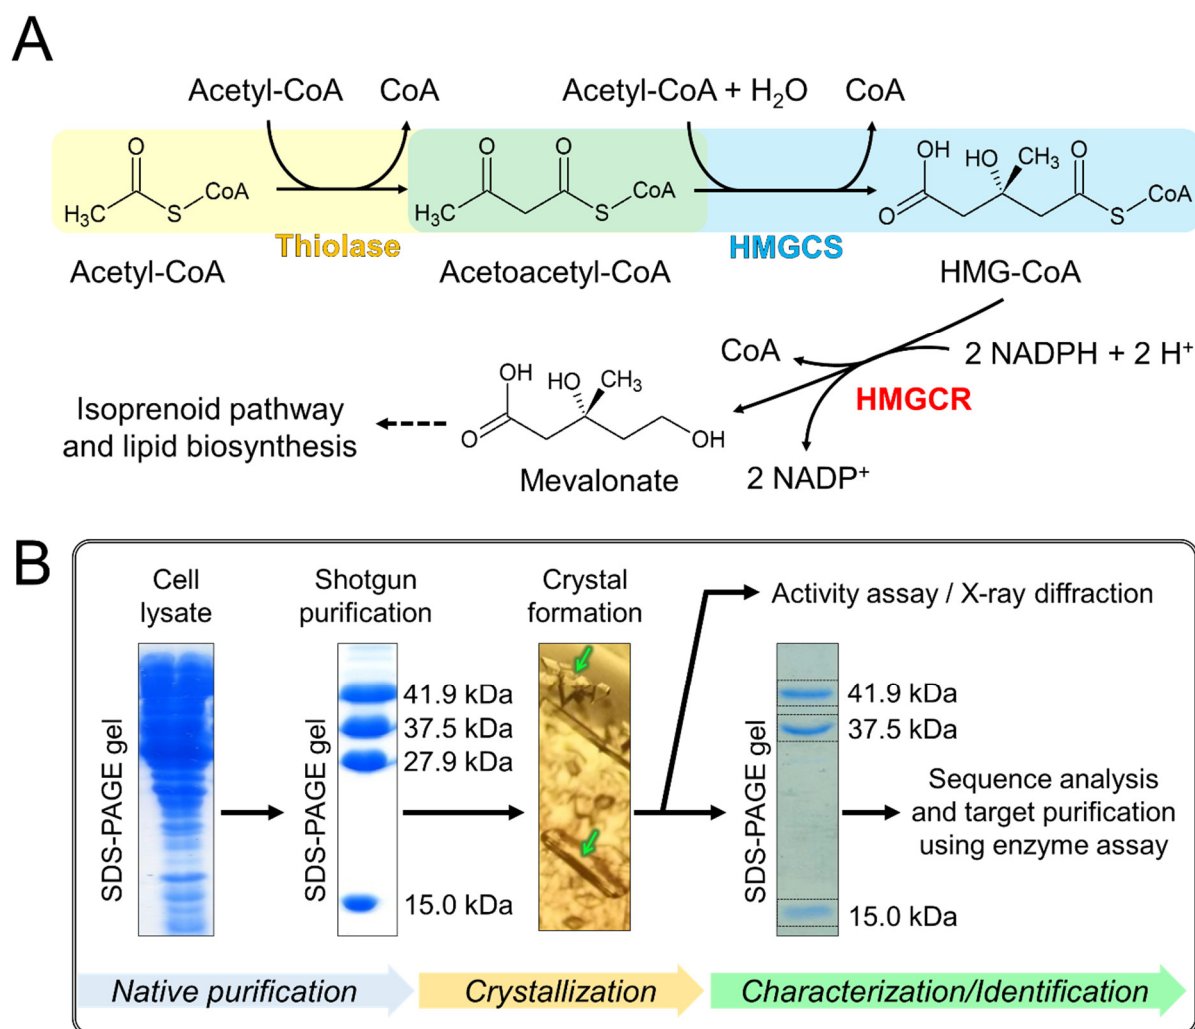 A
Acetyl-CoA CoA Acetyl-CoA + H₂O CoA
O O O OH HO CH₃ O
H₃C S CoA H₃C S CoA O S CoA
Thiolase HMGCS
Acetyl-CoA Acetoacetyl-CoA HMG-CoA
CoA 2 NADPH + 2 H⁺
HMGCR
OH HO CH₃
O OH
Mevalonate
2 NADP⁺
Isoprenoid pathway
and lipid biosynthesis
B
Cell
lysate
Shotgun
purification
Crystal
formation
Activity assay / X-ray diffraction
SDS-PAGE gel
SDS-PAGE gel
41.9 kDa
37.5 kDa
27.9 kDa
15.0 kDa
SDS-PAGE gel
41.9 kDa
37.5 kDa
15.0 kDa
Sequence analysis
and target purification
using enzyme assay
Native purification
Crystallization
Characterization/Identification